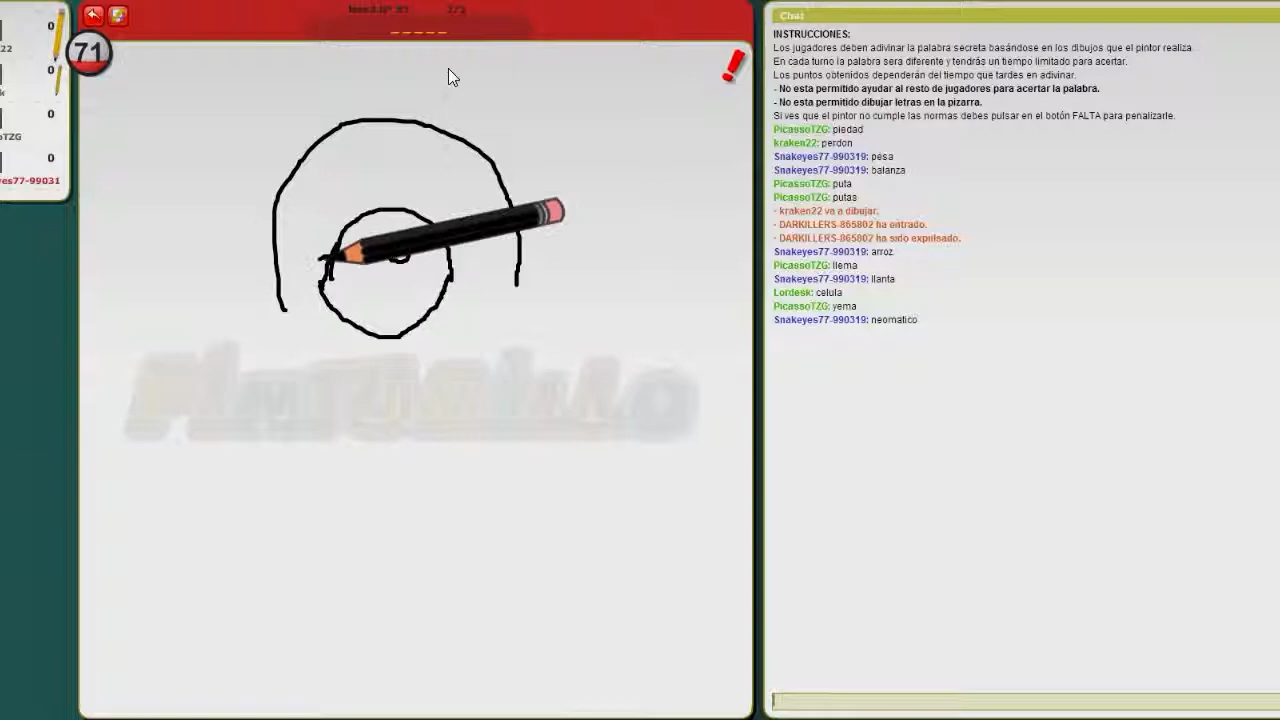 0
22
71
0
k
0
oTZG
0
es77-99031
2/2
_ _ _ _ _
Chat
INSTRUCCIONES:
Los jugadores deben adivinar la palabra secreta basándose en los dibujos que el pintor realiza.
En cada turno la palabra sera diferente y tendrás un tiempo limitado para acertar.
Los puntos obtenidos dependerán del tiempo que tardes en adivinar.
- No esta permitido ayudar al resto de jugadores para acertar la palabra.
- No esta permitido dibujar letras en la pizarra.
Si ves que el pintor no cumple las normas debes pulsar en el botón FALTA para penalizarle.
PicassoTZG: piedad
kraken22: perdon
Snakeyes77-990319: pesa
Snakeyes77-990319: balanza
PicassoTZG: puta
PicassoTZG: putas
- kraken22 va a dibujar.
- DARKILLERS-865802 ha entrado.
- DARKILLERS-865802 ha sido expulsado.
Snakeyes77-990319: arroz
PicassoTZG: llema
Snakeyes77-990319: llanta
Lordesk: celula
PicassoTZG: yema
Snakeyes77-990319: neomatico